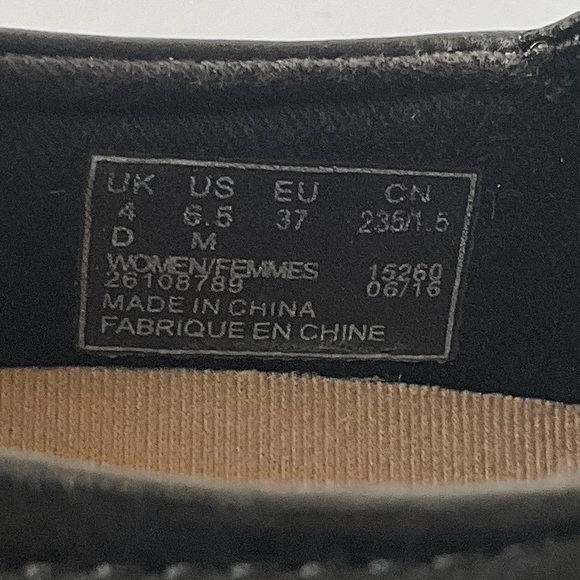 UK US EU CN
4 6.5 37 235/1.5
D M
WOMEN/FEMMES 15260
26108789 06/16
MADE IN CHINA
FABRIQUE EN CHINE